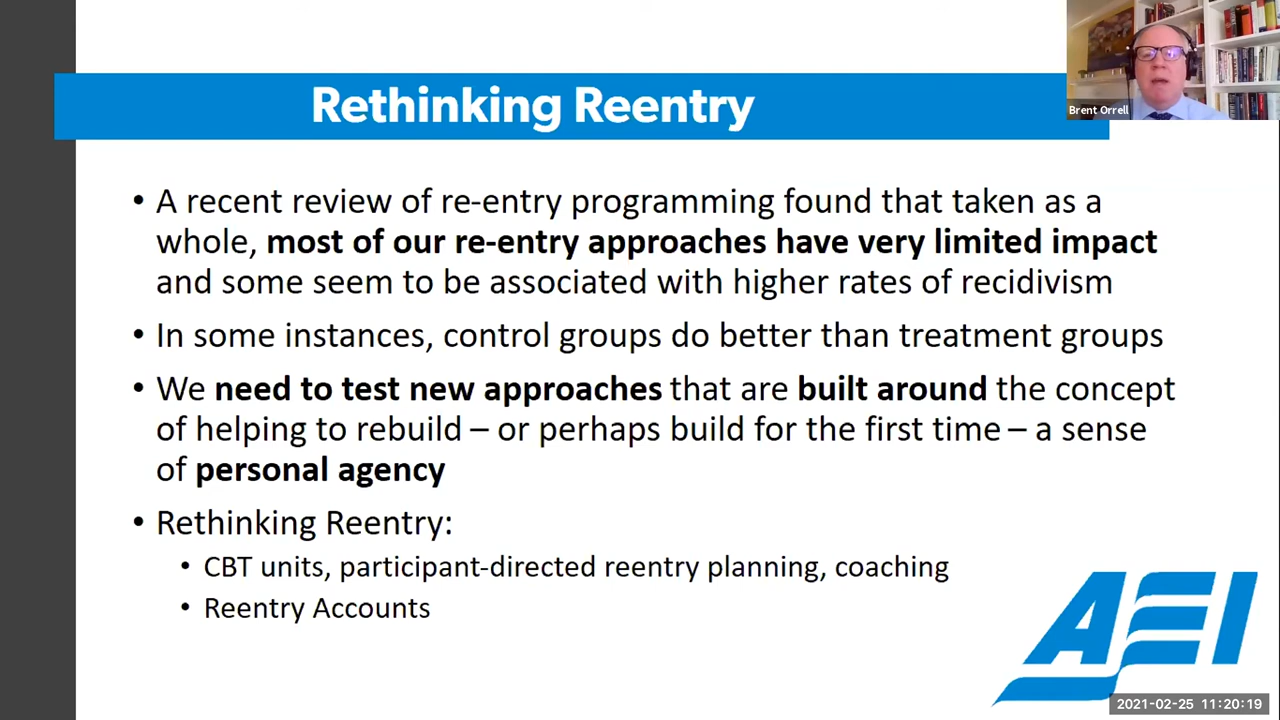 Rethinking Reentry
Brent Orrell
• A recent review of re-entry programming found that taken as a
whole, most of our re-entry approaches have very limited impact
and some seem to be associated with higher rates of recidivism
• In some instances, control groups do better than treatment groups
• We need to test new approaches that are built around the concept
of helping to rebuild – or perhaps build for the first time – a sense
of personal agency
• Rethinking Reentry:
• CBT units, participant-directed reentry planning, coaching
• Reentry Accounts
AEI
2021-02-25 11:20:19